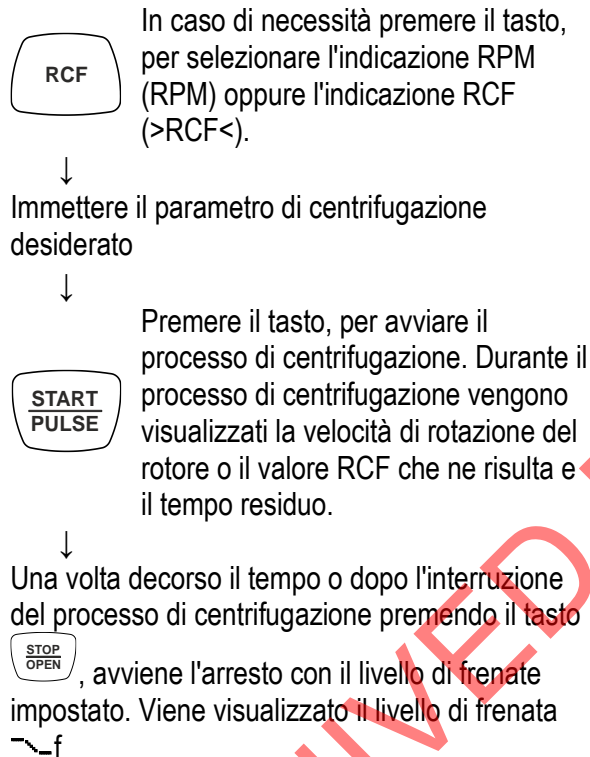 In caso di necessità premere il tasto,
per selezionare l'indicazione RPM
(RPM) oppure l'indicazione RCF
(>RCF<).
RCF
↓
Immettere il parametro di centrifugazione
desiderato
↓
Premere il tasto, per avviare il
processo di centrifugazione. Durante il
processo di centrifugazione vengono
visualizzati la velocità di rotazione del
rotore o il valore RCF che ne risulta e
il tempo residuo.
START
PULSE
↓
Una volta decorso il tempo o dopo l'interruzione
del processo di centrifugazione premendo il tasto
STOP
OPEN
, avviene l'arresto con il livello di frenate
impostato. Viene visualizzato il livello di frenata
f